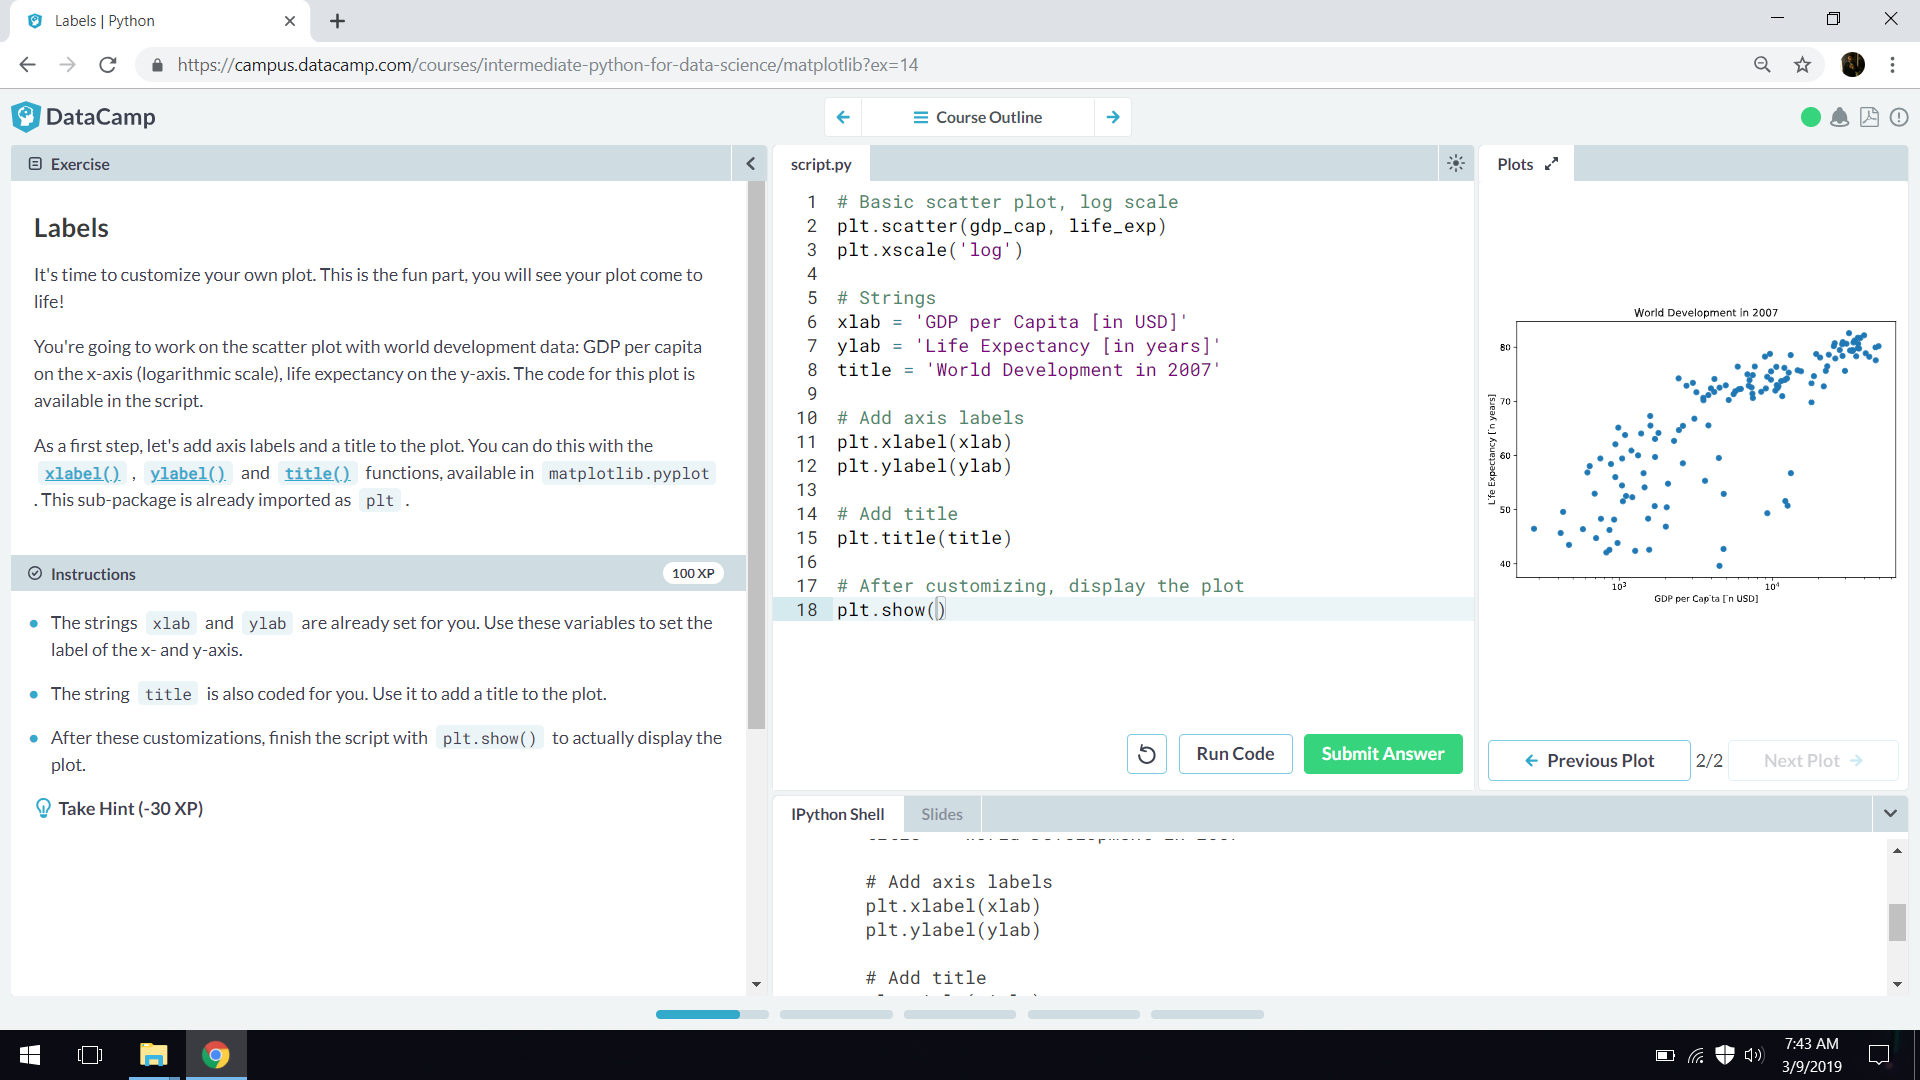 Labels | Python
https://campus.datacamp.com/courses/intermediate-python-for-data-science/matplotlib?ex=14
DataCamp
Course Outline
Exercise
Labels
It's time to customize your own plot. This is the fun part, you will see your plot come to
life!
You're going to work on the scatter plot with world development data: GDP per capita
on the x-axis (logarithmic scale), life expectancy on the y-axis. The code for this plot is
available in the script.
As a first step, let's add axis labels and a title to the plot. You can do this with the
xlabel() , ylabel() and title() functions, available in matplotlib.pyplot
. This sub-package is already imported as plt .
Instructions
100 XP
The strings xlab and ylab are already set for you. Use these variables to set the
label of the x- and y-axis.
The string title is also coded for you. Use it to add a title to the plot.
After these customizations, finish the script with plt.show() to actually display the
plot.
Take Hint (-30 XP)
script.py
1 # Basic scatter plot, log scale
2 plt.scatter(gdp_cap, life_exp)
3 plt.xscale('log')
4
5 # Strings
6 xlab = 'GDP per Capita [in USD]'
7 ylab = 'Life Expectancy [in years]'
8 title = 'World Development in 2007'
9
10 # Add axis labels
11 plt.xlabel(xlab)
12 plt.ylabel(ylab)
13
14 # Add title
15 plt.title(title)
16
17 # After customizing, display the plot
18 plt.show()
Run Code
Submit Answer
Plots
World Development in 2007
80
70
60
50
40
Life Expectancy [in years]
10³
10⁴
GDP per Capita [in USD]
Previous Plot
2/2
Next Plot
IPython Shell
Slides
# Add axis labels
plt.xlabel(xlab)
plt.ylabel(ylab)
# Add title
7:43 AM
3/9/2019